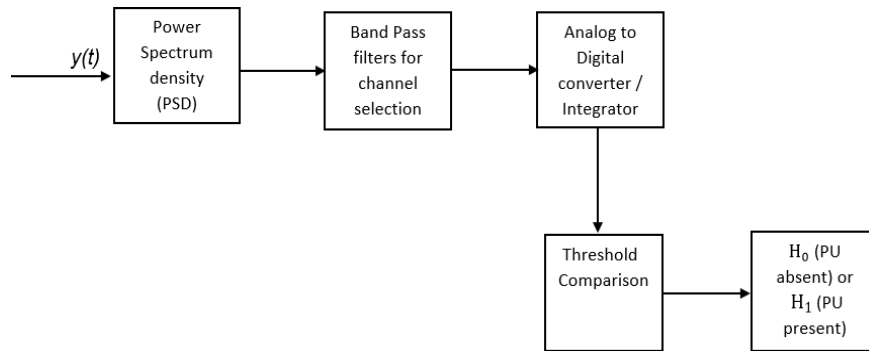 y(t)
Power
Spectrum
density
(PSD)
Band Pass
filters for
channel
selection
Analog to
Digital
converter /
Integrator
Threshold
Comparison
H₀ (PU
absent) or
H₁ (PU
present)